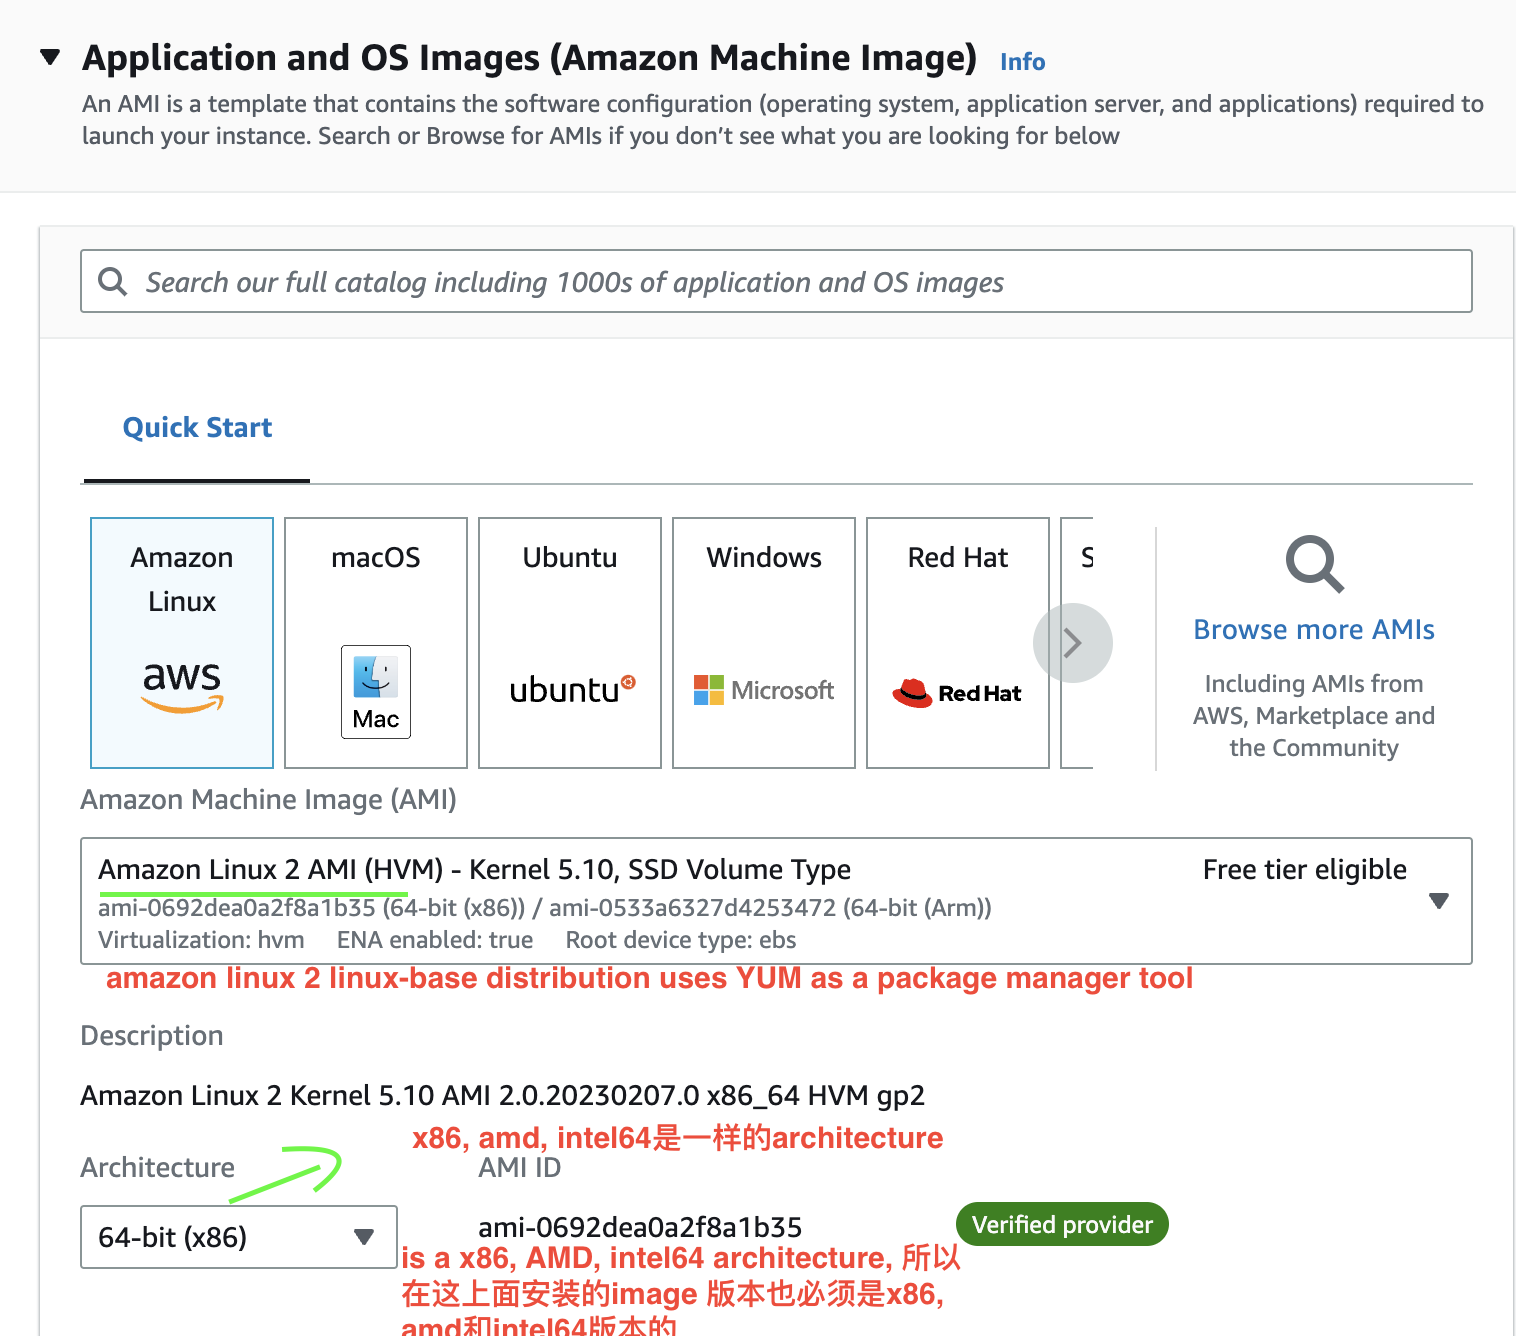 Application and OS Images (Amazon Machine Image) Info
An AMI is a template that contains the software configuration (operating system, application server, and applications) required to
launch your instance. Search or Browse for AMIs if you don’t see what you are looking for below
Search our full catalog including 1000s of application and OS images
Quick Start
Amazon
Linux
aws
macOS
Mac
Ubuntu
ubuntu
Windows
Microsoft
Red Hat
Red Hat
S
Browse more AMIs
Including AMIs from
AWS, Marketplace and
the Community
Amazon Machine Image (AMI)
Amazon Linux 2 AMI (HVM) - Kernel 5.10, SSD Volume Type Free tier eligible
ami-0692dea0a2f8a1b35 (64-bit (x86)) / ami-0533a6327d4253472 (64-bit (Arm))
Virtualization: hvm ENA enabled: true Root device type: ebs
amazon linux 2 linux-base distribution uses YUM as a package manager tool
Description
Amazon Linux 2 Kernel 5.10 AMI 2.0.20230207.0 x86_64 HVM gp2
x86, amd, intel64是一样的architecture
Architecture AMI ID
64-bit (x86) ami-0692dea0a2f8a1b35 Verified provider
is a x86, AMD, intel64 architecture, 所以
在这上面安装的image 版本也必须是x86,
amd和intel64版本的